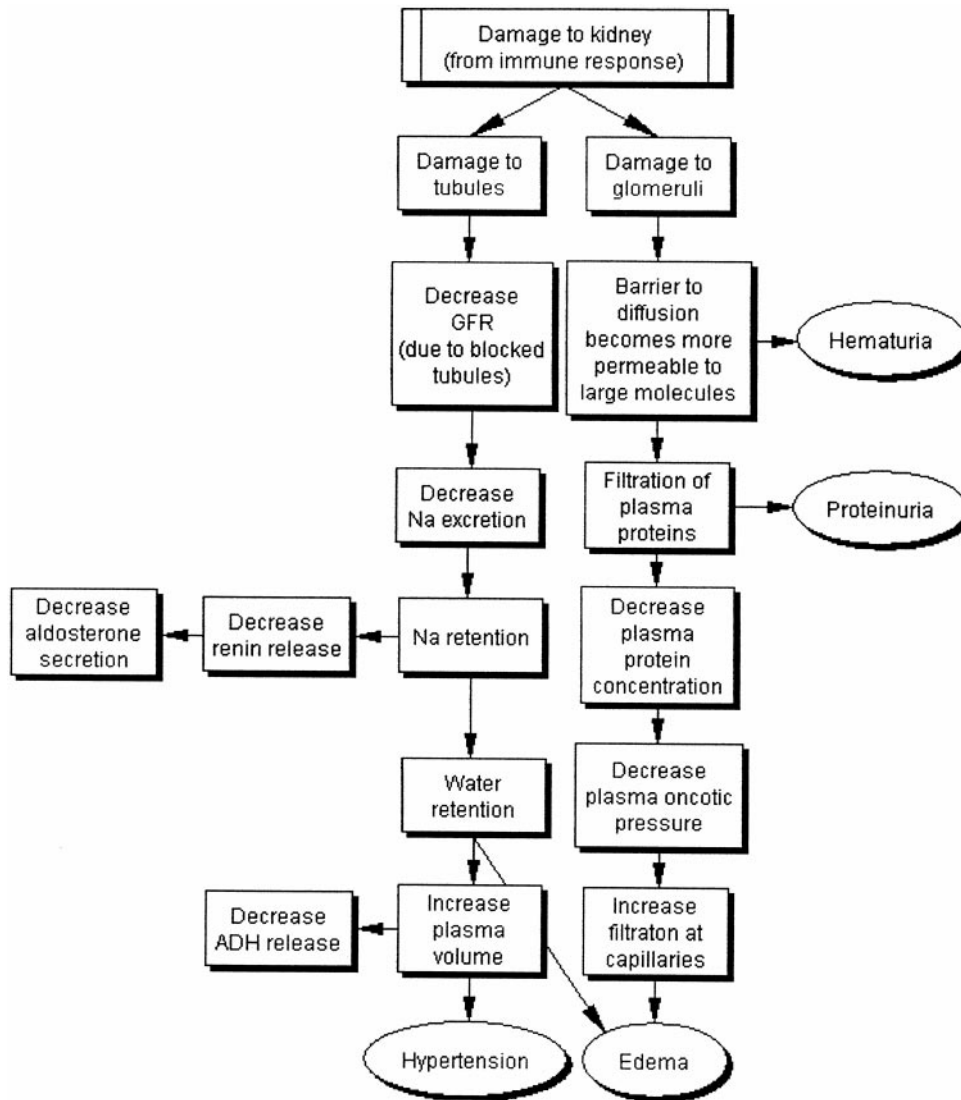 Damage to kidney
(from immune response)
Damage to
tubules
Damage to
glomeruli
Decrease
GFR
(due to blocked
tubules)
Barrier to
diffusion
becomes more
permeable to
large molecules
Hematuria
Decrease
Na excretion
Filtration of
plasma
proteins
Proteinuria
Decrease
aldosterone
secretion
Decrease
renin release
Na retention
Decrease
plasma
protein
concentration
Water
retention
Decrease
plasma oncotic
pressure
Decrease
ADH release
Increase
plasma
volume
Increase
filtraton at
capillaries
Hypertension
Edema